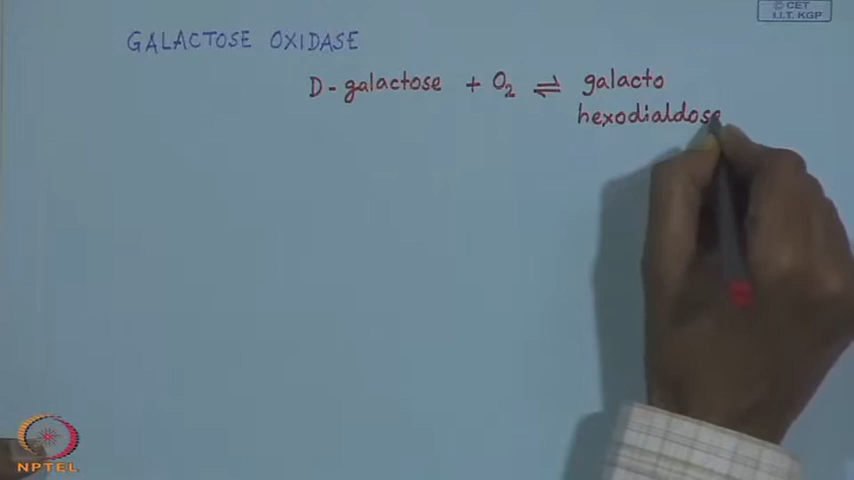 © CET
I.I.T. KGP
GALACTOSE OXIDASE
D-galactose + O₂ ⇌ galacto
hexodialdose
NPTEL